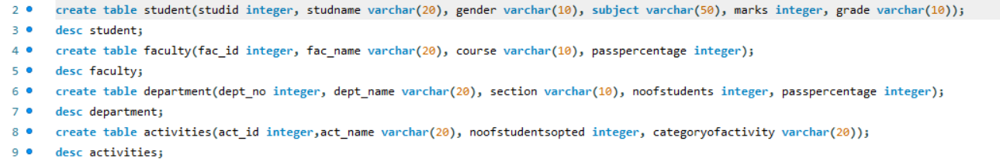 2 create table student(studid integer, studname varchar(20), gender varchar(10), subject varchar(50), marks integer, grade varchar(10));
3 desc student;
4 create table faculty(fac_id integer, fac_name varchar(20), course varchar(10), passpercentage integer);
5 desc faculty;
6 create table department(dept_no integer, dept_name varchar(20), section varchar(10), noofstudents integer, passpercentage integer);
7 desc department;
8 create table activities(act_id integer,act_name varchar(20), noofstudentsopted integer, categoryofactivity varchar(20));
9 desc activities;